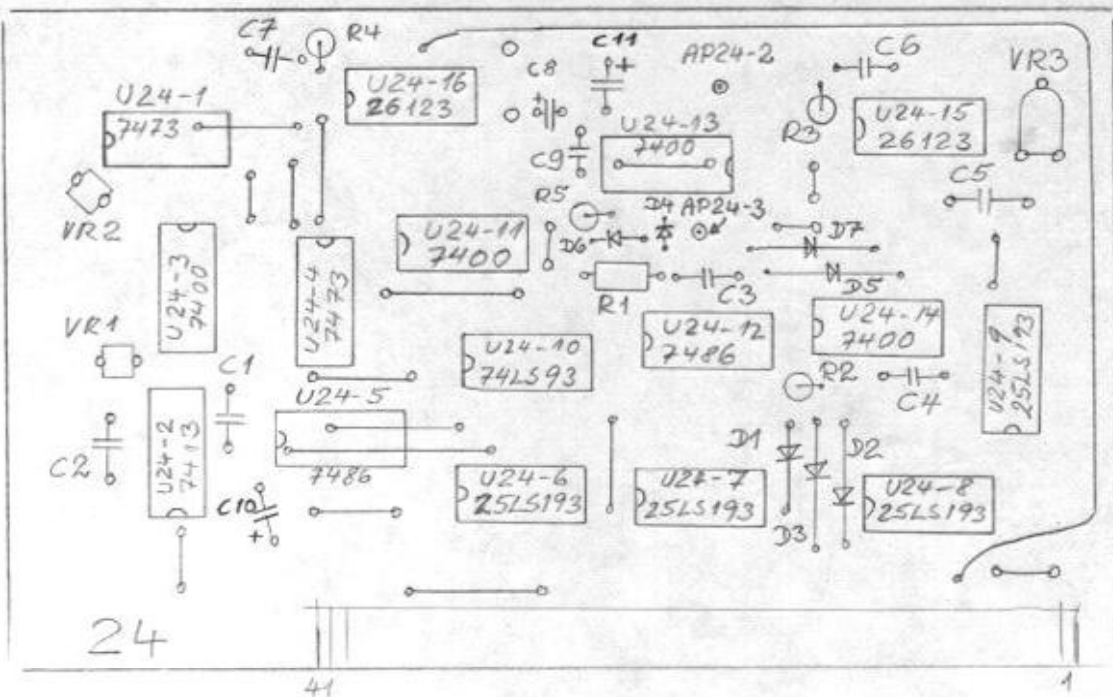 C7
R4
C11
AP24-2
C6
VR3
U24-1
7473
U24-16
26123
C8
+
+
U24-13
7400
R3
U24-15
26123
C9
C5
VR2
R5
D4
AP24-3
U24-3
7400
U24-4
7473
U24-11
7400
D6
D7
R1
C3
D5
VR1
U24-10
74LS93
U24-12
7486
U24-14
7400
U24-9
25LS193
C1
R2
C4
U24-5
7486
U24-2
7413
C2
D1
D2
U24-6
25LS193
U24-7
25LS193
U24-8
25LS193
C10
+
D3
24
41
1